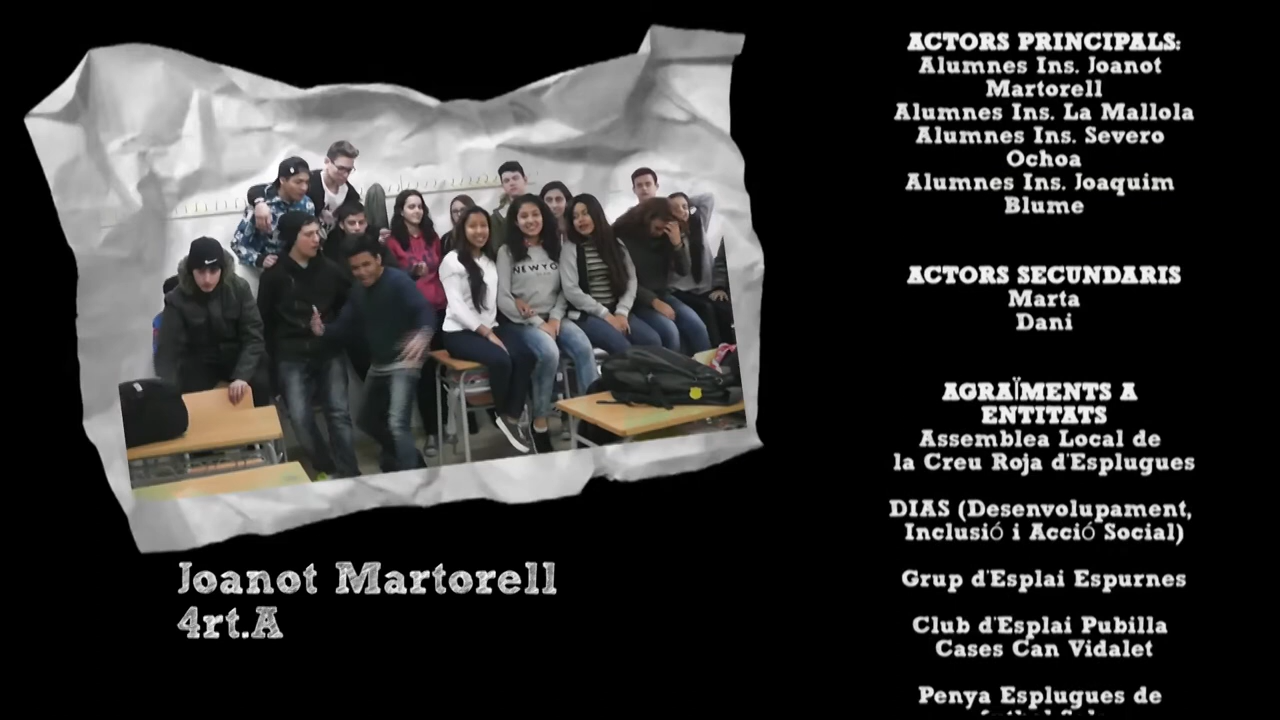 NEW YO
Joanot Martorell
4rt.A
ACTORS PRINCIPALS:
Alumnes Ins. Joanot
Martorell
Alumnes Ins. La Mallola
Alumnes Ins. Severo
Ochoa
Alumnes Ins. Joaquim
Blume
ACTORS SECUNDARIS
Marta
Dani
AGRAÏMENTS A
ENTITATS
Assemblea Local de
la Creu Roja d'Esplugues
DIAS (Desenvolupament,
Inclusió i Acció Social)
Grup d'Esplai Espurnes
Club d'Esplai Pubilla
Cases Can Vidalet
Penya Esplugues de